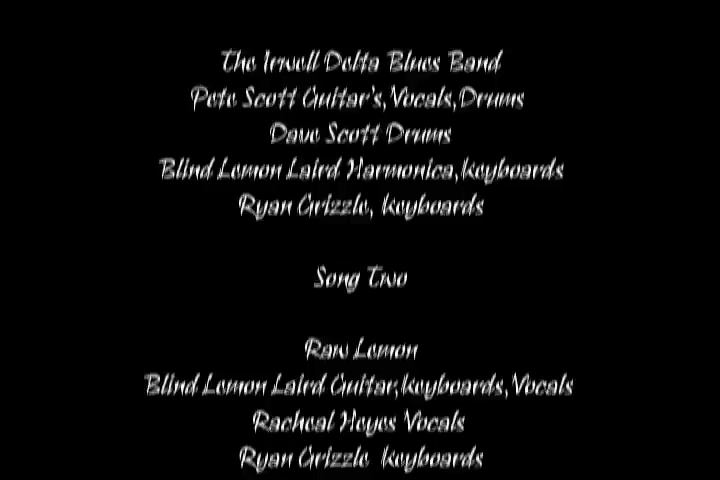 The Irwell Delta Blues Band
Pete Scott Guitar's,Vocals,Drums
Dave Scott Drums
Blind Lemon Laird Harmonica,Keyboards
Ryan Grizzle, Keyboards
Song Two
Raw Lemon
Blind Lemon Laird Guitar,Keyboards,Vocals
Racheal Heyes Vocals
Ryan Grizzle Keyboards